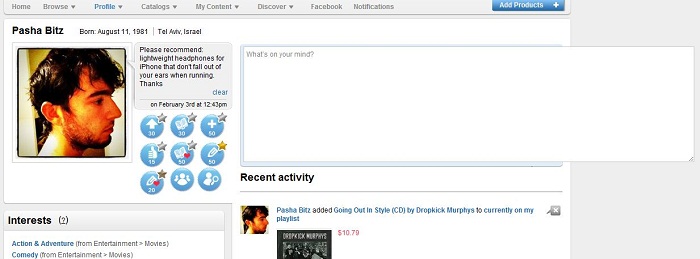 Home Browse Profile Catalogs My Content Discover Facebook Notifications Add Products +
Pasha Bitz Born: August 11, 1981 Tel Aviv, Israel
Please recommend:
lightweight headphones for
iPhone that don't fall out of
your ears when running.
Thanks
clear
on February 3rd at 12:43pm
30 30 50
15 50 50
20
What's on your mind?
Recent activity
Pasha Bitz added Going Out In Style (CD) by Dropkick Murphys to currently on my
playlist
DROPKICK MURPHYS
$10.79
Interests (?)
Action & Adventure (from Entertainment > Movies)
Comedy (from Entertainment > Movies)